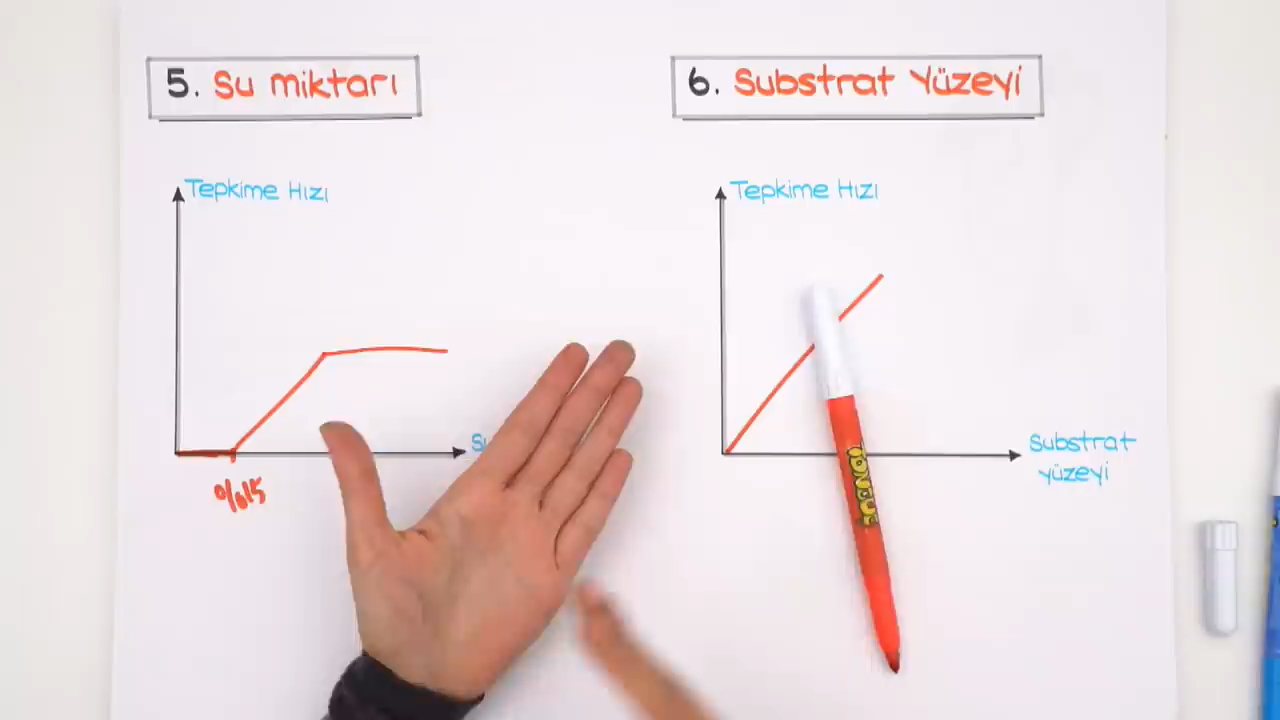 5. Su miktarı
6. Substrat Yüzeyi
Tepkime Hızı
Tepkime Hızı
Substrat
yüzeyi
%15